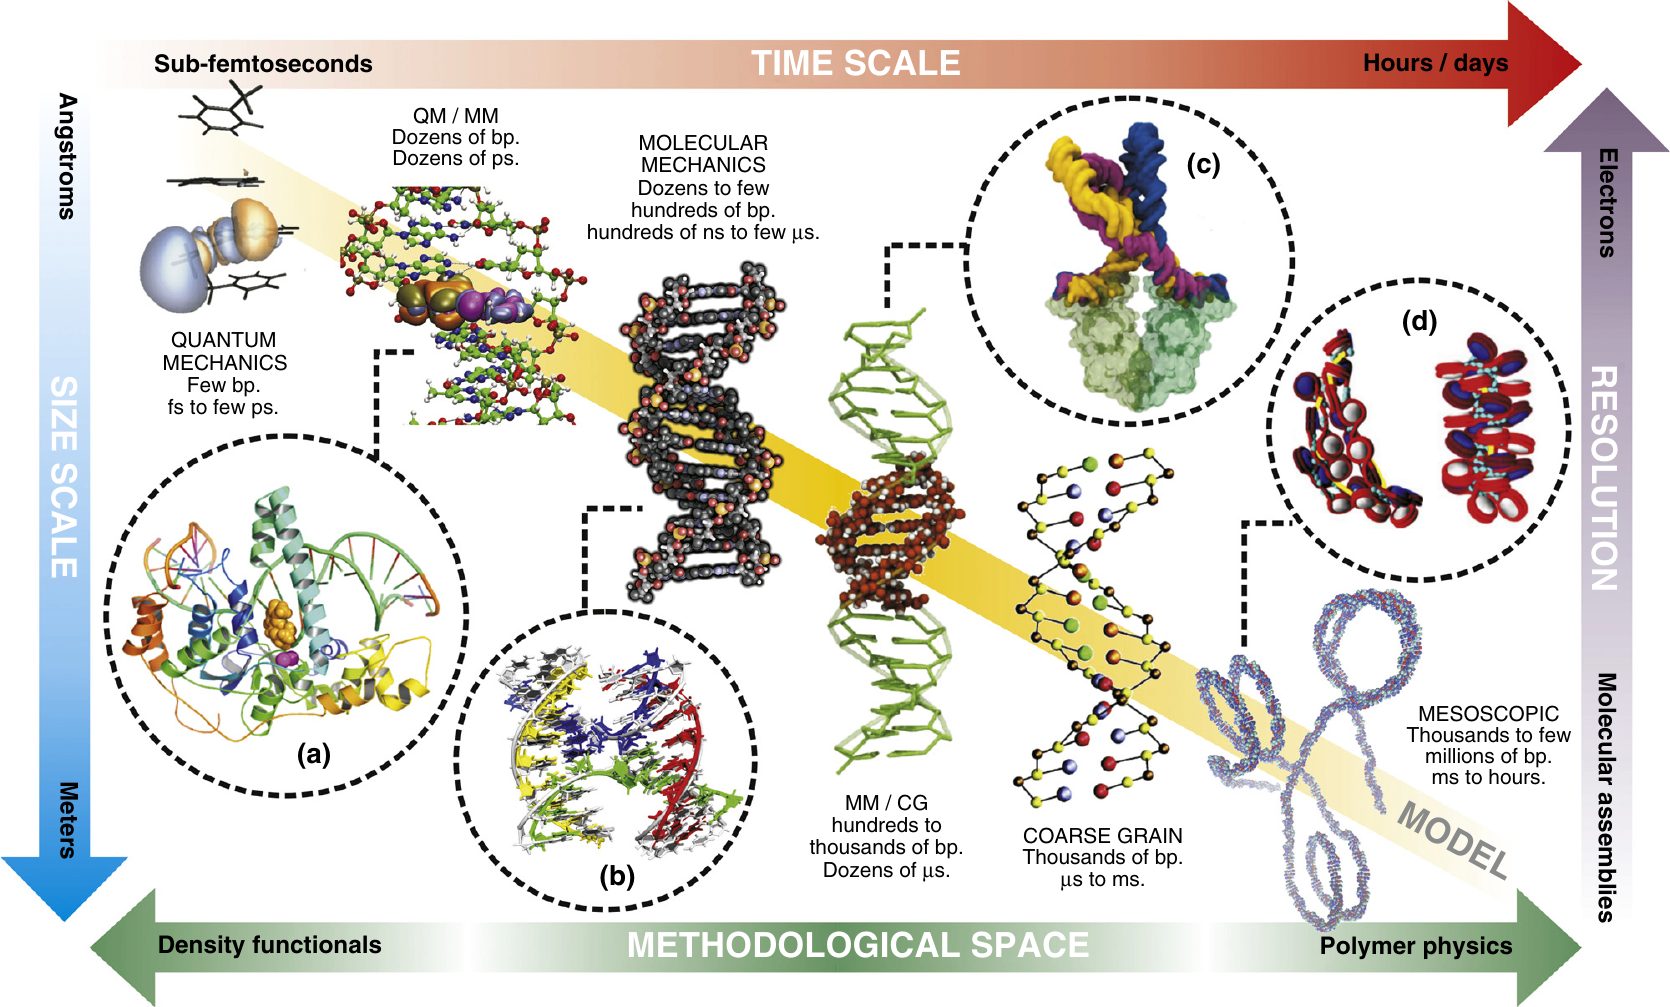 TIME SCALE
Sub-femtoseconds
Hours / days
Angstroms
SIZE SCALE
Meters
Electrons
RESOLUTION
Molecular assemblies
QUANTUM
MECHANICS
Few bp.
fs to few ps.
QM / MM
Dozens of bp.
Dozens of ps.
MOLECULAR
MECHANICS
Dozens to few
hundreds of bp.
hundreds of ns to few μs.
(c)
(d)
(a)
(b)
MM / CG
hundreds to
thousands of bp.
Dozens of μs.
COARSE GRAIN
Thousands of bp.
μs to ms.
MESOSCOPIC
Thousands to few
millions of bp.
ms to hours.
MODEL
Density functionals
METHODOLOGICAL SPACE
Polymer physics